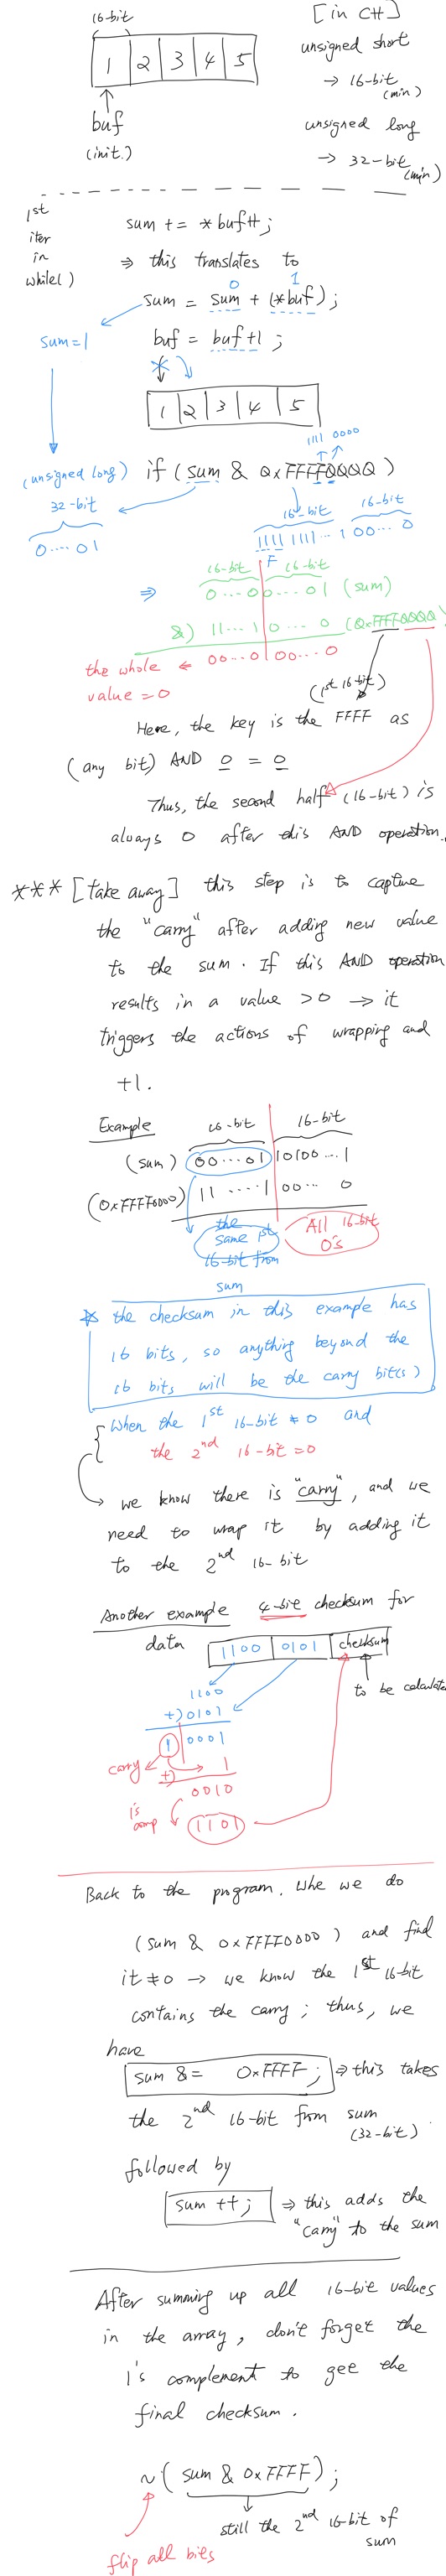 16-bit
[in C++]
1 2 3 4 5
unsigned short
→ 16-bit
(min)
buf
(init.)
unsigned long
→ 32-bit
(min)
1st
iter
in
while()
sum += *buf++;
⇒ this translates to
0 1
sum = sum + (*buf);
sum=1
buf = buf+1;
1 2 3 4 5
1111 0000
(unsigned long)
if (sum & 0xFFFF0000)
32-bit
0....01
16-bit 16-bit
1111 1111... 1 00... 0
F
16-bit 16-bit
⇒ 0...0 0...01 (sum)
&) 11...1 0...0 (0xFFFF0000)
the whole ← 00...0 00...0
value = 0
(1st 16-bit)
Here, the key is the FFFF as
(any bit) AND 0 = 0
Thus, the second half (16-bit) is
always 0 after this AND operation.
*** [take away] this step is to capture
the "carry" after adding new value
to the sum. If this AND operation
results in a value >0 → it
triggers the actions of wrapping and
+1.
Example
16-bit 16-bit
(sum) 00...01 10100...1
(0xFFFF0000) 11.....1 00... 0
the
same 1st
16-bit from
sum
All 16-bit
0's
* the checksum in this example has
16 bits, so anything beyond the
16 bits will be the carry bit(s)
When the 1st 16-bit ≠ 0 and
the 2nd 16-bit = 0
→ we know there is "carry", and we
need to wrap it by adding it
to the 2nd 16-bit
Another example 4-bit checksum for
data 1100 0101 checksum
to be calculated
1100
+) 0101
1 0001
carry +) 1
0010
1's
comp
1101
Back to the program. Whe we do
(sum & 0xFFFF0000) and find
it ≠ 0 → we know the 1st 16-bit
contains the carry; thus, we
have
sum &= 0xFFFF; ⇒ this takes
the 2nd 16-bit from sum
(32-bit).
followed by
sum ++; ⇒ this adds the
"carry" to the sum
After summing up all 16-bit values
in the array, don't forget the
1's complement to get the
final checksum.
~(sum & 0xFFFF);
still the 2nd 16-bit of
sum
flip all bits